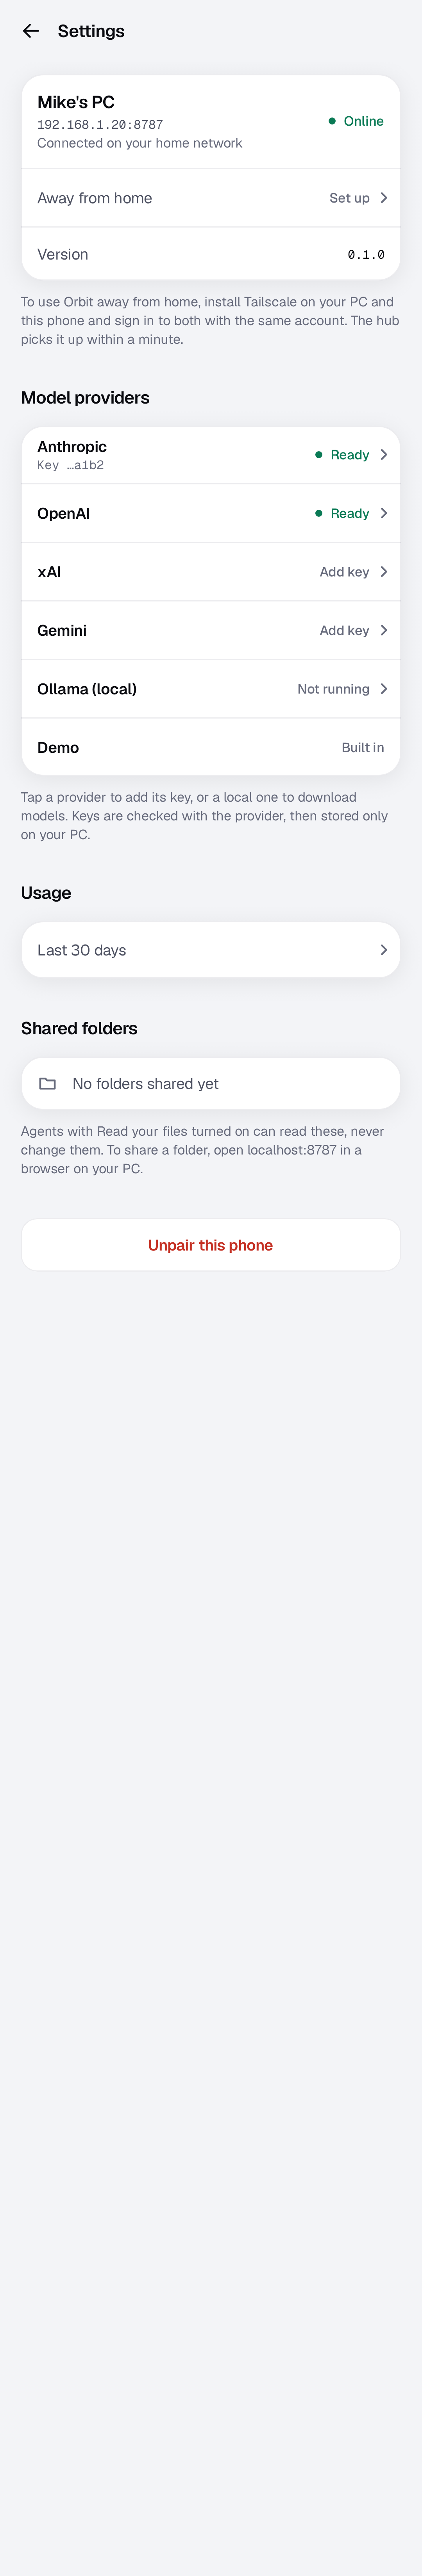 Settings
Mike's PC
192.168.1.20:8787
Connected on your home network
Online
Away from home
Set up
Version
0.1.0
To use Orbit away from home, install Tailscale on your PC and
this phone and sign in to both with the same account. The hub
picks it up within a minute.
Model providers
Anthropic
Key …a1b2
Ready
OpenAI
Ready
xAI
Add key
Gemini
Add key
Ollama (local)
Not running
Demo
Built in
Tap a provider to add its key, or a local one to download
models. Keys are checked with the provider, then stored only
on your PC.
Usage
Last 30 days
Shared folders
No folders shared yet
Agents with Read your files turned on can read these, never
change them. To share a folder, open localhost:8787 in a
browser on your PC.
Unpair this phone